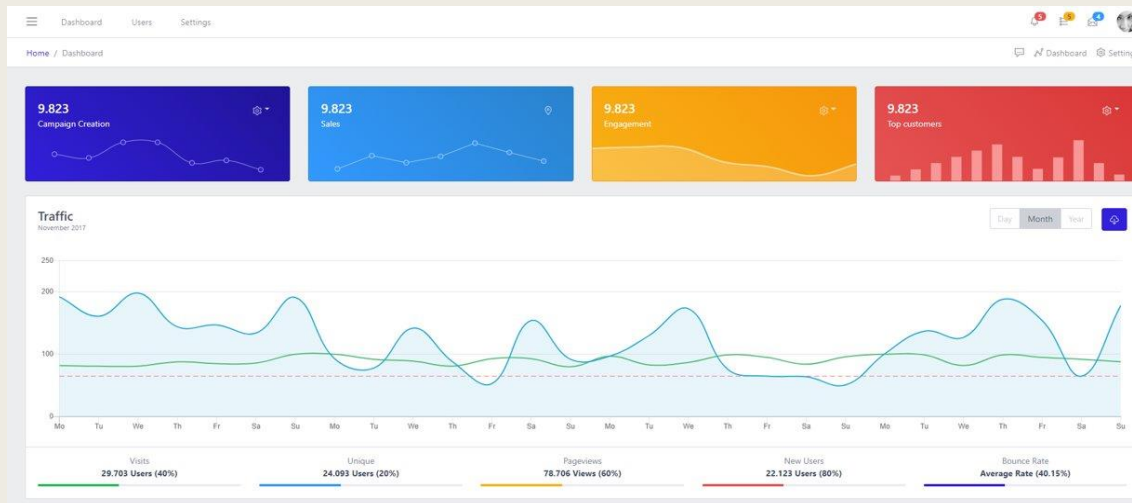 Dashboard Users Settings 5 5 4
Home / Dashboard Dashboard Setting
9.823 9.823 9.823 9.823
Campaign Creation Sales Engagement Top customers
Traffic Day Month Year
November 2017
250
200
100
0
Mo Tu We Th Fr Sa Su Mo Tu We Th Fr Sa Su Mo Tu We Th Fr Sa Su Mo Tu We Th Fr Sa Su
Visits Unique Pageviews New Users Bounce Rate
29.703 Users (40%) 24.093 Users (20%) 78.706 Views (60%) 22.123 Users (80%) Average Rate (40.15%)